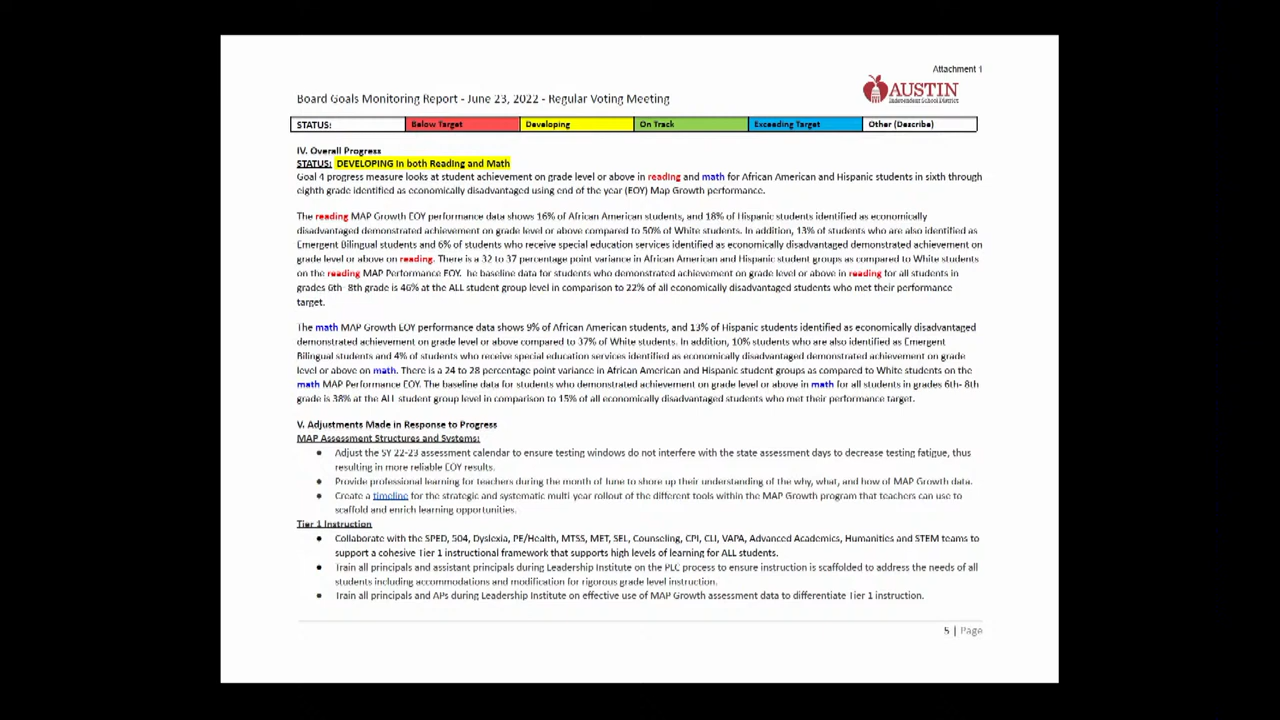 Attachment 1
AUSTIN
Independent School District
Board Goals Monitoring Report - June 23, 2022 - Regular Voting Meeting
STATUS: Below Target Developing On Track Exceeding Target Other (Describe)
IV. Overall Progress
STATUS: DEVELOPING in both Reading and Math
Goal 4 progress measure looks at student achievement on grade level or above in reading and math for African American and Hispanic students in sixth through
eighth grade identified as economically disadvantaged using end of the year (EOY) Map Growth performance.
The reading MAP Growth EOY performance data shows 16% of African American students, and 18% of Hispanic students identified as economically
disadvantaged demonstrated achievement on grade level or above compared to 50% of White students. In addition, 13% of students who are also identified as
Emergent Bilingual students and 6% of students who receive special education services identified as economically disadvantaged demonstrated achievement on
grade level or above on reading. There is a 32 to 37 percentage point variance in African American and Hispanic student groups as compared to White students
on the reading MAP Performance EOY. he baseline data for students who demonstrated achievement on grade level or above in reading for all students in
grades 6th- 8th grade is 46% at the ALL student group level in comparison to 22% of all economically disadvantaged students who met their performance
target.
The math MAP Growth EOY performance data shows 9% of African American students, and 13% of Hispanic students identified as economically disadvantaged
demonstrated achievement on grade level or above compared to 37% of White students. In addition, 10% students who are also identified as Emergent
Bilingual students and 4% of students who receive special education services identified as economically disadvantaged demonstrated achievement on grade
level or above on math. There is a 24 to 28 percentage point variance in African American and Hispanic student groups as compared to White students on the
math MAP Performance EOY. The baseline data for students who demonstrated achievement on grade level or above in math for all students in grades 6th- 8th
grade is 38% at the ALL student group level in comparison to 15% of all economically disadvantaged students who met their performance target.
V. Adjustments Made in Response to Progress
MAP Assessment Structures and Systems:
● Adjust the SY 22-23 assessment calendar to ensure testing windows do not interfere with the state assessment days to decrease testing fatigue, thus
resulting in more reliable EOY results.
● Provide professional learning for teachers during the month of June to shore up their understanding of the why, what, and how of MAP Growth data.
● Create a timeline for the strategic and systematic multi year rollout of the different tools within the MAP Growth program that teachers can use to
scaffold and enrich learning opportunities.
Tier 1 Instruction
● Collaborate with the SPED, 504, Dyslexia, PE/Health, MTSS, MET, SEL, Counseling, CPI, CLI, VAPA, Advanced Academics, Humanities and STEM teams to
support a cohesive Tier 1 instructional framework that supports high levels of learning for ALL students.
● Train all principals and assistant principals during Leadership Institute on the PLC process to ensure instruction is scaffolded to address the needs of all
students including accommodations and modification for rigorous grade level instruction.
● Train all principals and APs during Leadership Institute on effective use of MAP Growth assessment data to differentiate Tier 1 instruction.
5 | Page